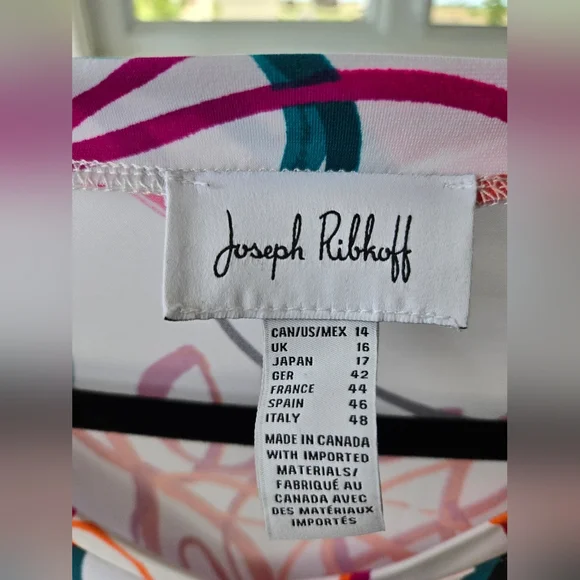 Joseph Ribkoff
CAN/US/MEX 14
UK 16
JAPAN 17
GER 42
FRANCE 44
SPAIN 46
ITALY 48
MADE IN CANADA
WITH IMPORTED
MATERIALS/
FABRIQUÉ AU
CANADA AVEC
DES MATÉRIAUX
IMPORTÉS